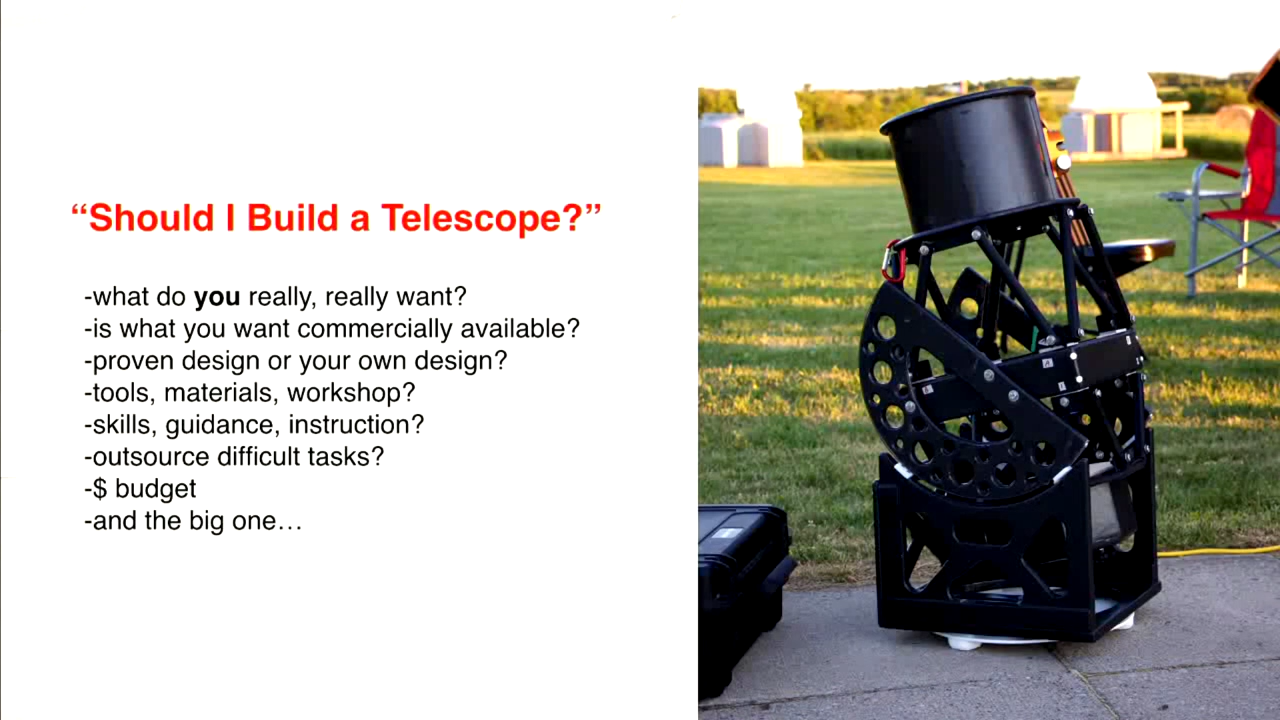 “Should I Build a Telescope?”
-what do you really, really want?
-is what you want commercially available?
-proven design or your own design?
-tools, materials, workshop?
-skills, guidance, instruction?
-outsource difficult tasks?
-$ budget
-and the big one…